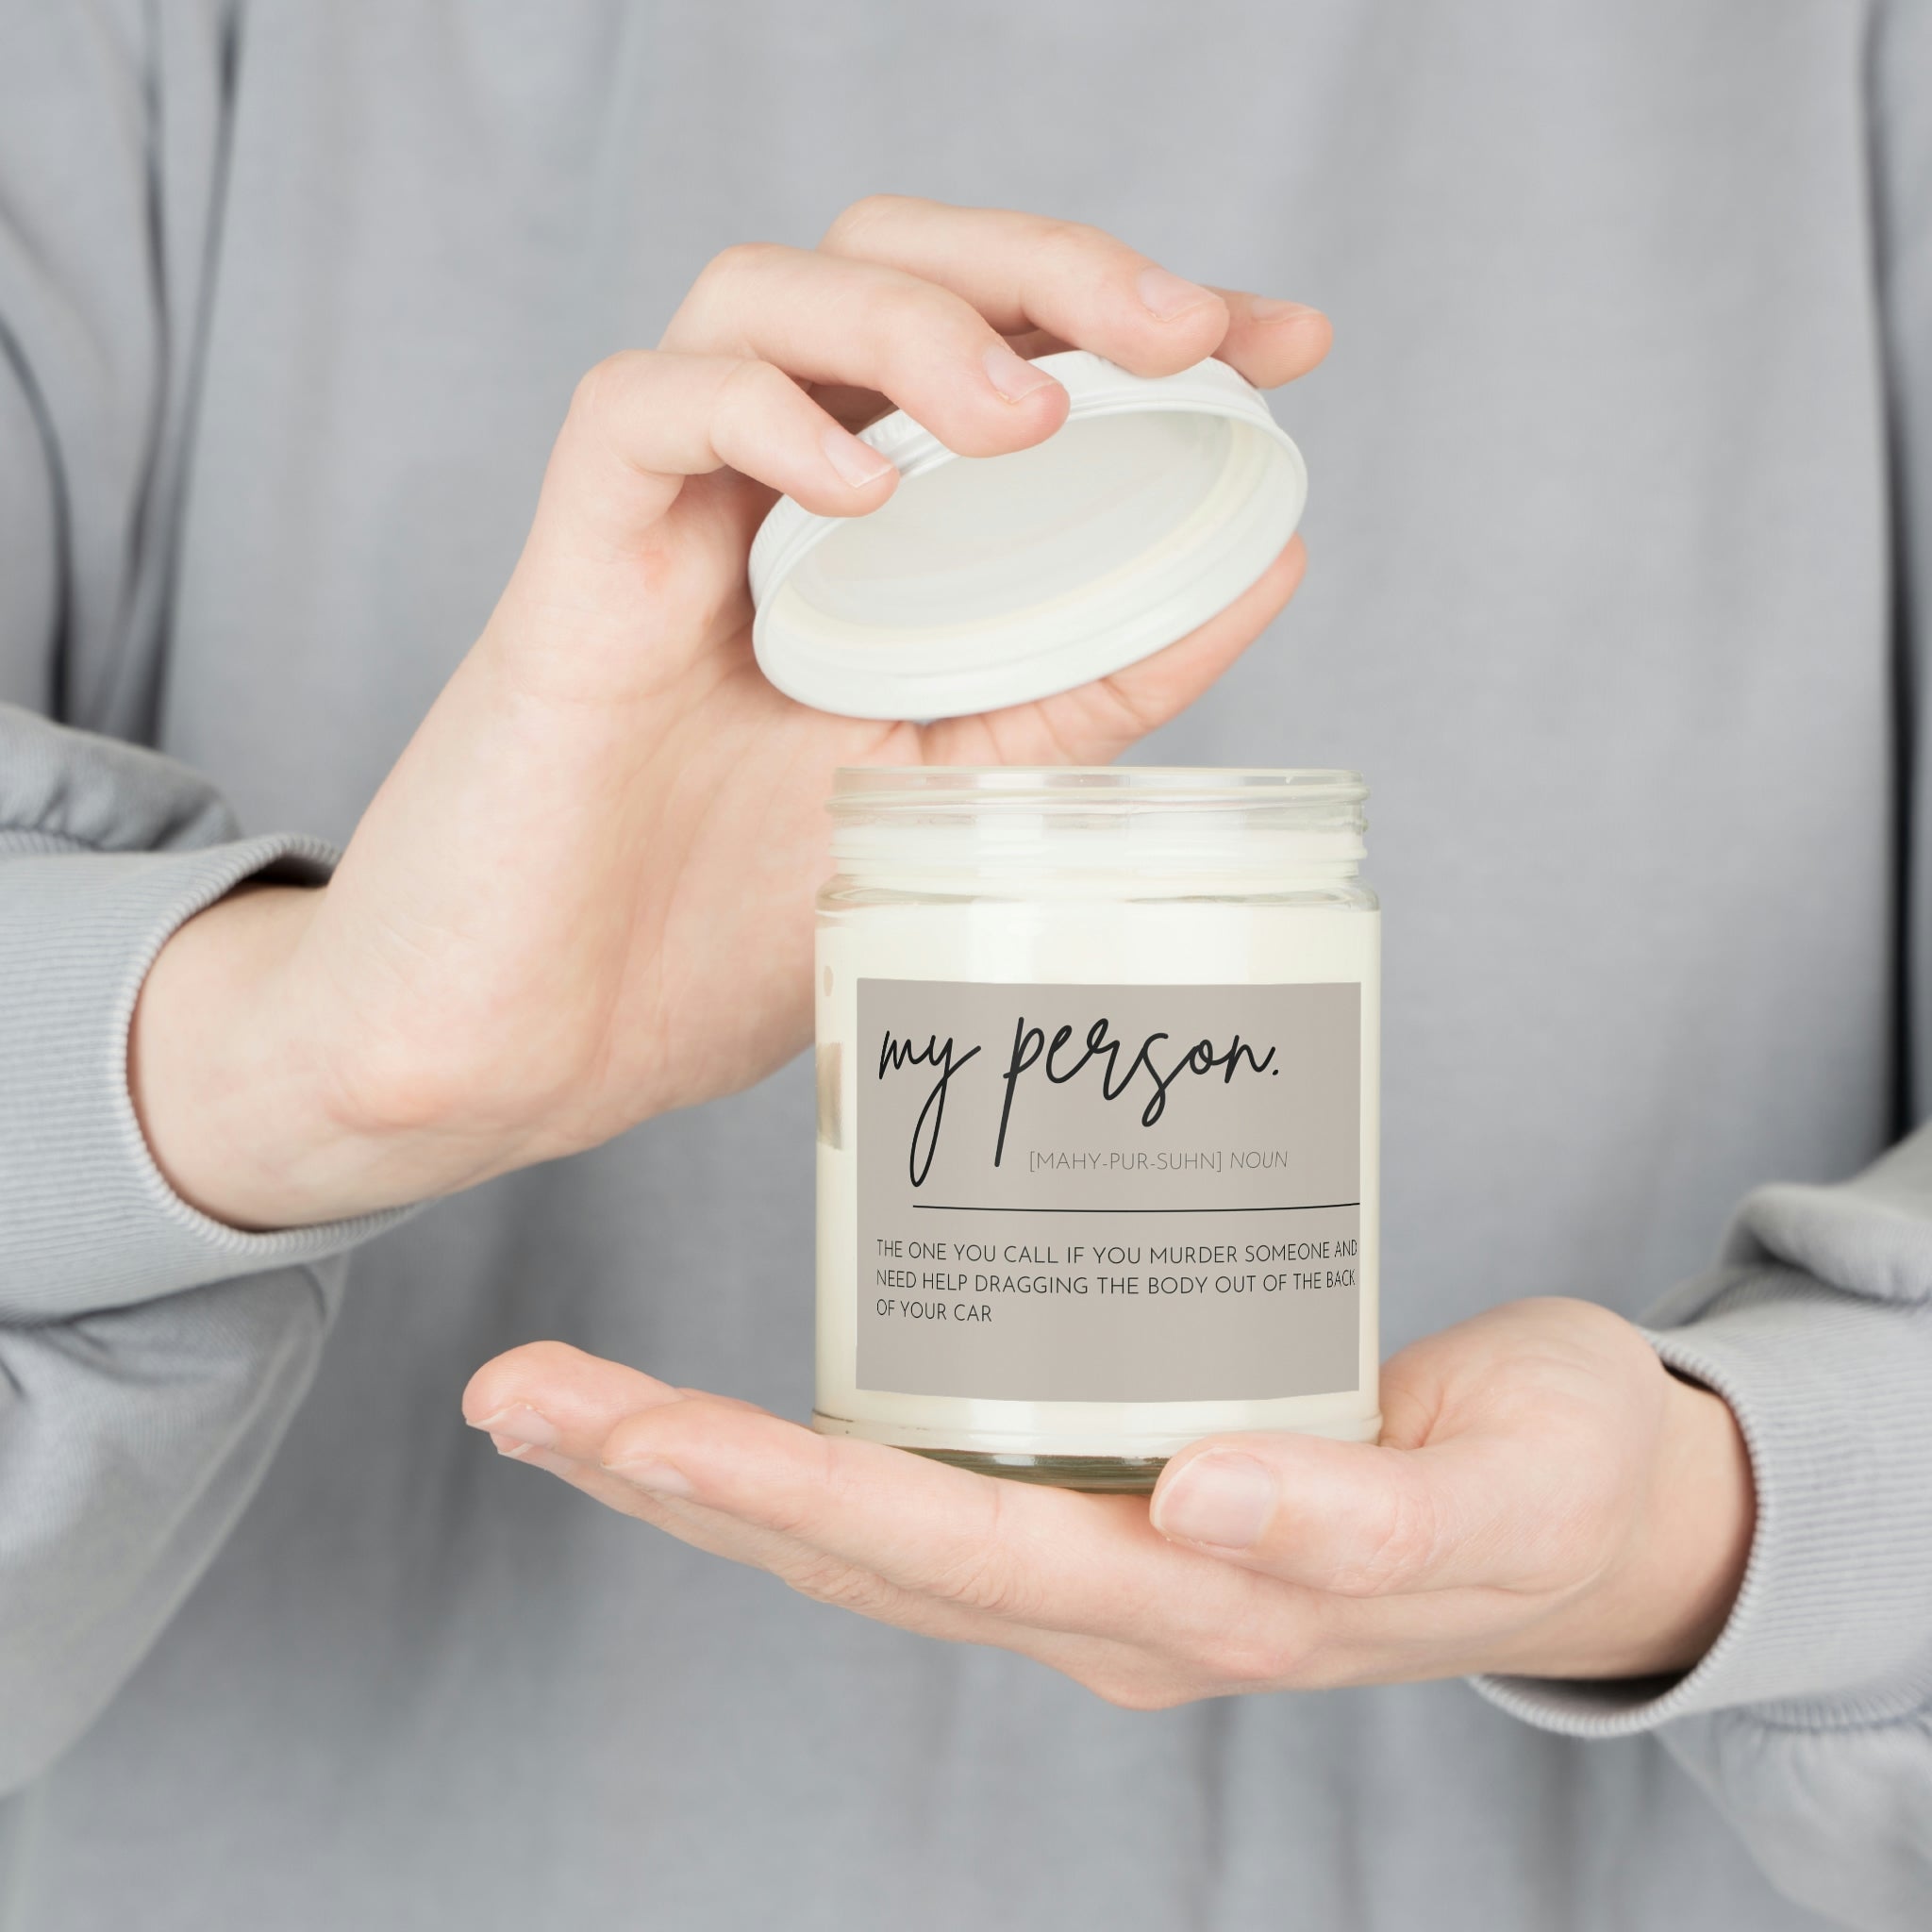 my person.
[MAHY-PUR-SUHN] NOUN
THE ONE YOU CALL IF YOU MURDER SOMEONE AND
NEED HELP DRAGGING THE BODY OUT OF THE BACK
OF YOUR CAR